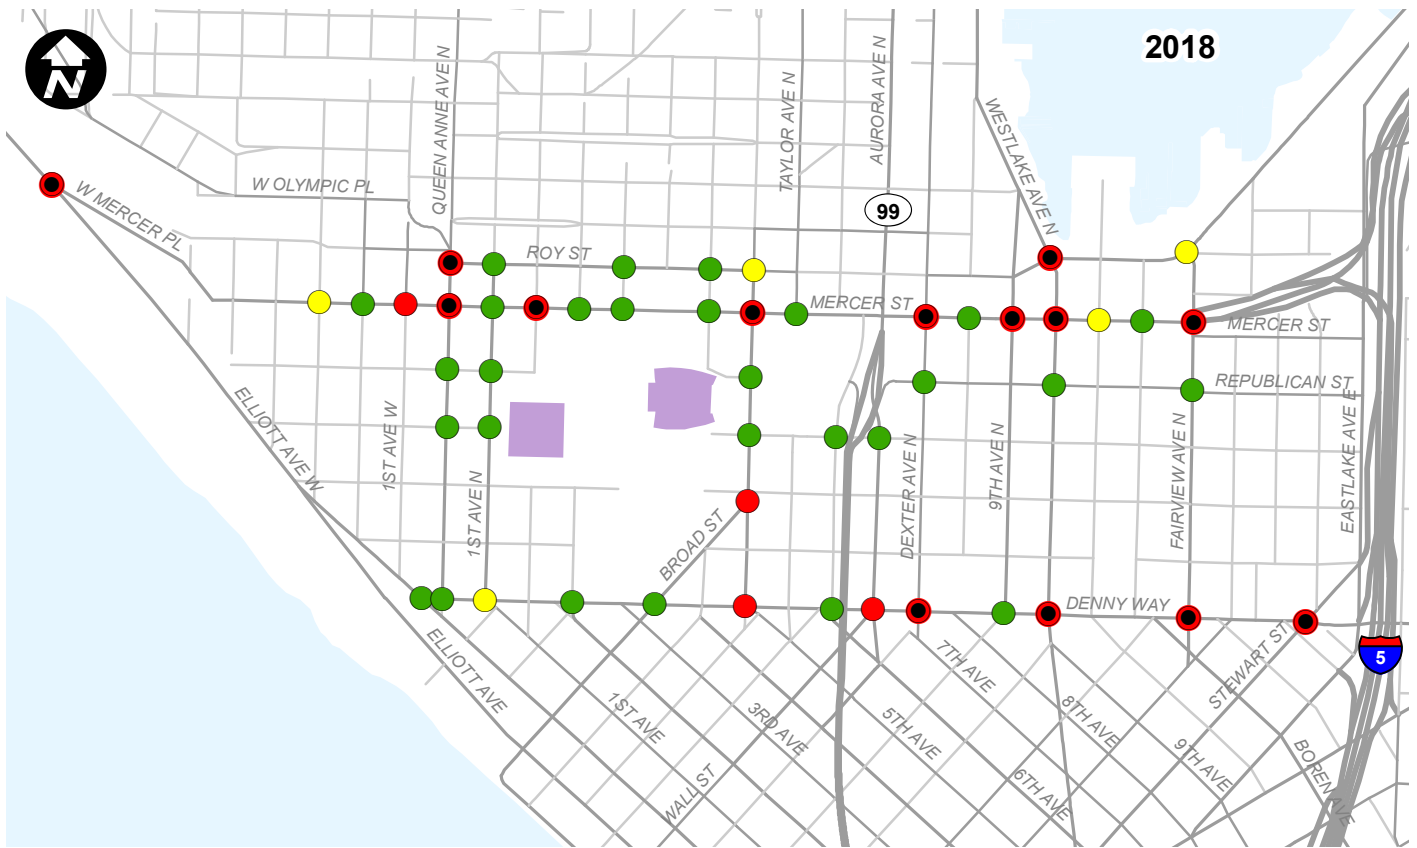 2018
N
QUEEN ANNE AVE N
TAYLOR AVE N
AURORA AVE N
WESTLAKE AVE N
W OLYMPIC PL
W MERCER PL
99
ROY ST
MERCER ST
MERCER ST
REPUBLICAN ST
ELLIOTT AVE W
1ST AVE W
1ST AVE N
BROAD ST
DEXTER AVE N
9TH AVE N
FAIRVIEW AVE N
EASTLAKE AVE E
DENNY WAY
ELLIOTT AVE
1ST AVE
3RD AVE
5TH AVE
7TH AVE
8TH AVE
6TH AVE
9TH AVE
STEWART ST
5
WALL ST
BOREN AVE